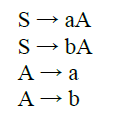 S → aA
S → bA
A → a
A → b